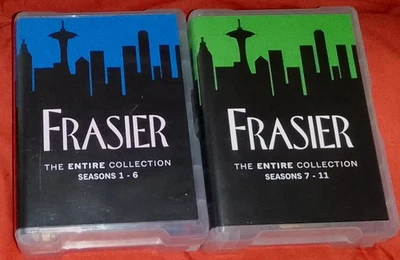 FRASIER
THE ENTIRE COLLECTION
SEASONS 1 - 6
FRASIER
THE ENTIRE COLLECTION
SEASONS 7 - 11